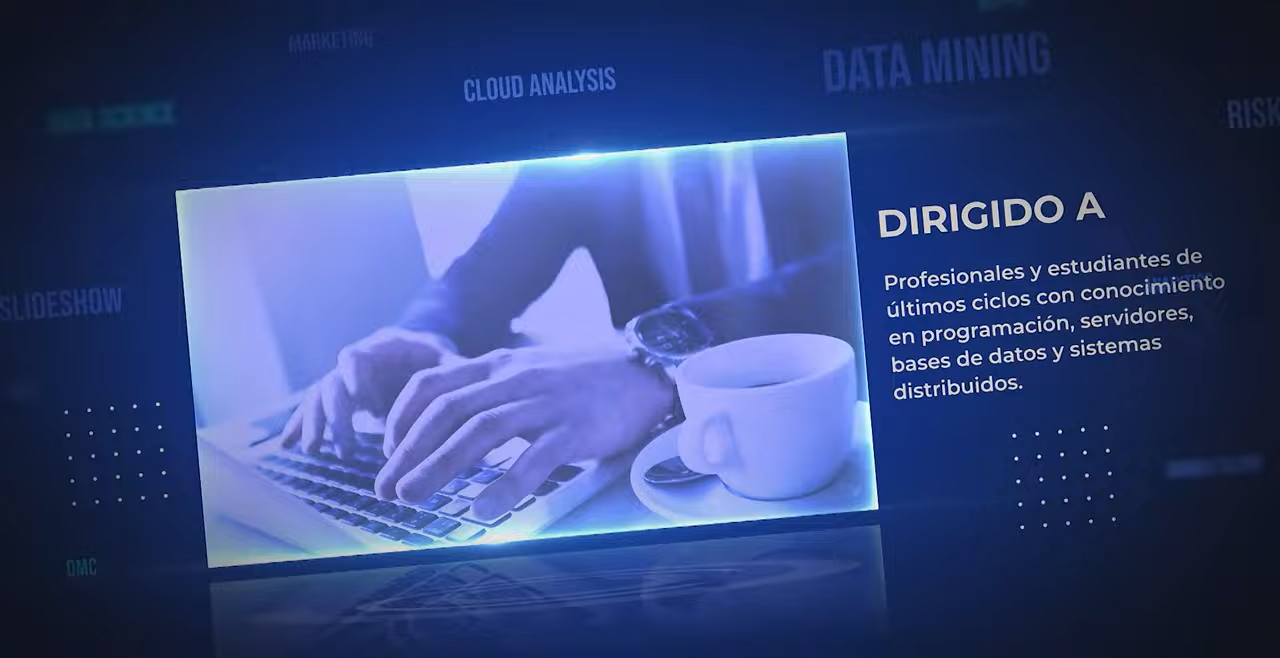 MARKETING
CLOUD ANALYSIS
DATA MINING
RISK
SLIDESHOW
DIRIGIDO A
Profesionales y estudiantes de
últimos ciclos con conocimiento
en programación, servidores,
bases de datos y sistemas
distribuidos.
DMC